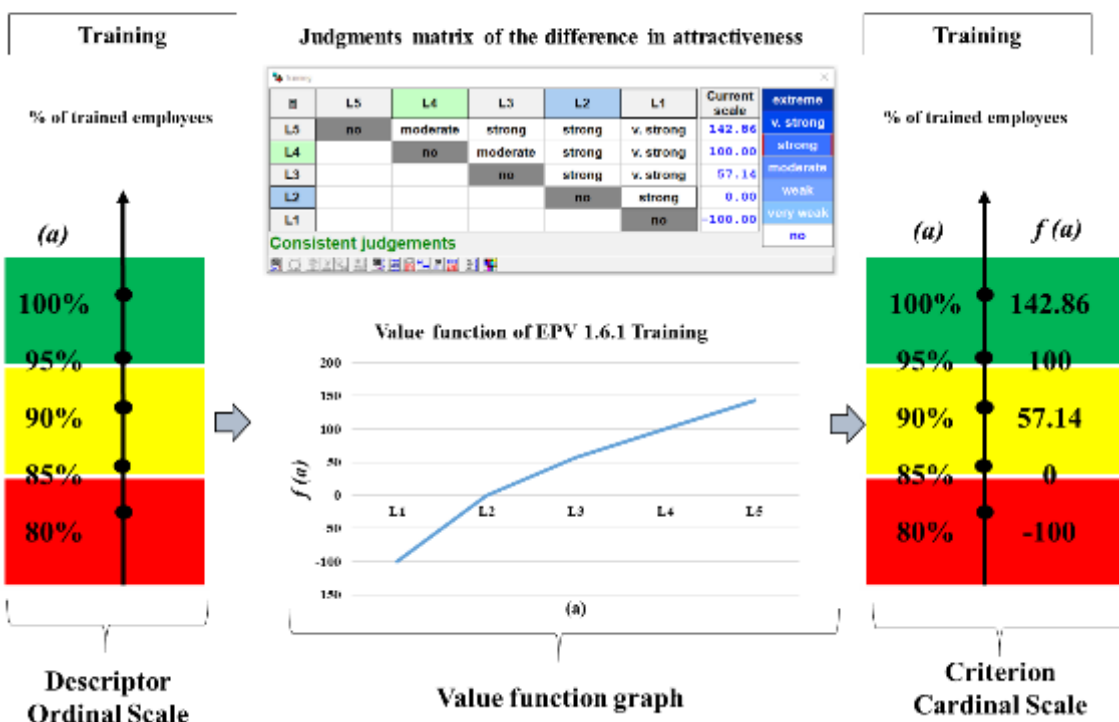 Training
% of trained employees
(a)
100%
95%
90%
85%
80%
Descriptor
Ordinal Scale
Judgments matrix of the difference in attractiveness
Training
L5 L4 L3 L2 L1 Current scale
L5 no moderate strong strong v. strong 142.86
L4 no moderate strong v. strong 100.00
L3 no strong v. strong 57.14
L2 no strong 0.00
L1 no -100.00
extreme
v. strong
strong
moderate
weak
very weak
no
Consistent judgements
Value function of EPV 1.6.1 Training
200
150
100
50
0
50
-100
150
f (a)
L1 L2 L3 L4 L5
(a)
Value function graph
Training
% of trained employees
(a) f (a)
100% 142.86
95% 100
90% 57.14
85% 0
80% -100
Criterion
Cardinal Scale